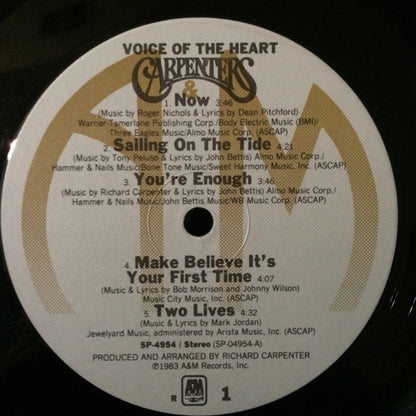 VOICE OF THE HEART
CARPENTERS
&
1. Now 3:46
(Music by Roger Nichols & Lyrics by Dean Pitchford)
Warner-Tamerlane Publishing Corp./Body Electric Music (BMI)/
Three Eagles Music/Almo Music Corp. (ASCAP)
2. Sailing On The Tide 4:21
(Music by Tony Peluso & Lyrics by John Bettis) Almo Music Corp./
Hammer & Nails Music/Bone Tone Music/Sweet Harmony Music, Inc. (ASCAP)
3. You're Enough 3:46
(Music by Richard Carpenter & Lyrics by John Bettis) Almo Music Corp./
Hammer & Nails Music/John Bettis Music/WB Music Corp. (ASCAP)
4. Make Believe It's
Your First Time 4:07
(Music & Lyrics by Bob Morrison and Johnny Wilson)
Music City Music, Inc. (ASCAP)
5. Two Lives 4:32
(Music & Lyrics by Mark Jordan)
Jewelyard Music, administered by Arista Music, Inc. (ASCAP)
SP-4954 / Stereo (SP-04954-A)
PRODUCED AND ARRANGED BY RICHARD CARPENTER
℗1983 A&M Records, Inc.
R A&M 1